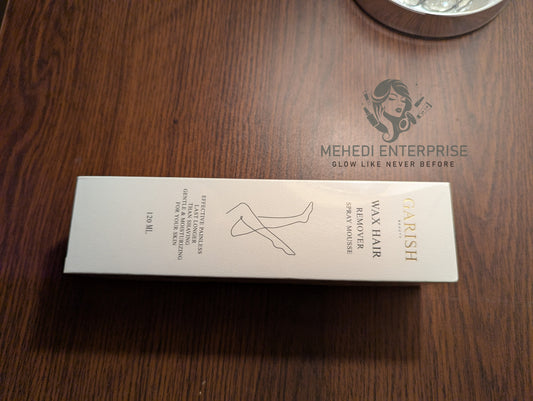 MEHEDI ENTERPRISE
GLOW LIKE NEVER BEFORE
GARISH
BEAUTY
WAX HAIR
REMOVER
SPRAY MOUSSE
EFFECTIVE PAINLESS
LAST LONGER
THAN SHAVING
GENTLE & MOISTURIZING
FOR YOUR SKIN
120 ML